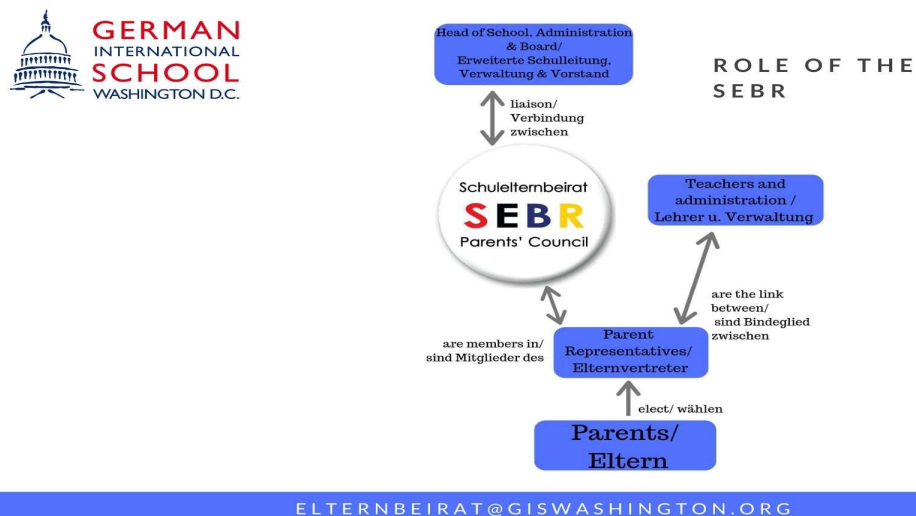 GERMAN
INTERNATIONAL
SCHOOL
WASHINGTON D.C.
ROLE OF THE
SEBR
Head of School, Administration
& Board/
Erweiterte Schulleitung,
Verwaltung & Vorstand
liaison/
Verbindung
zwischen
Schulelternbeirat
SEBR
Parents' Council
Teachers and
administration /
Lehrer u. Verwaltung
are the link
between/
sind Bindeglied
zwischen
are members in/
sind Mitglieder des
Parent
Representatives/
Elternvertreter
elect/ wählen
Parents/
Eltern
ELTERNBEIRAT@GISWASHINGTON.ORG